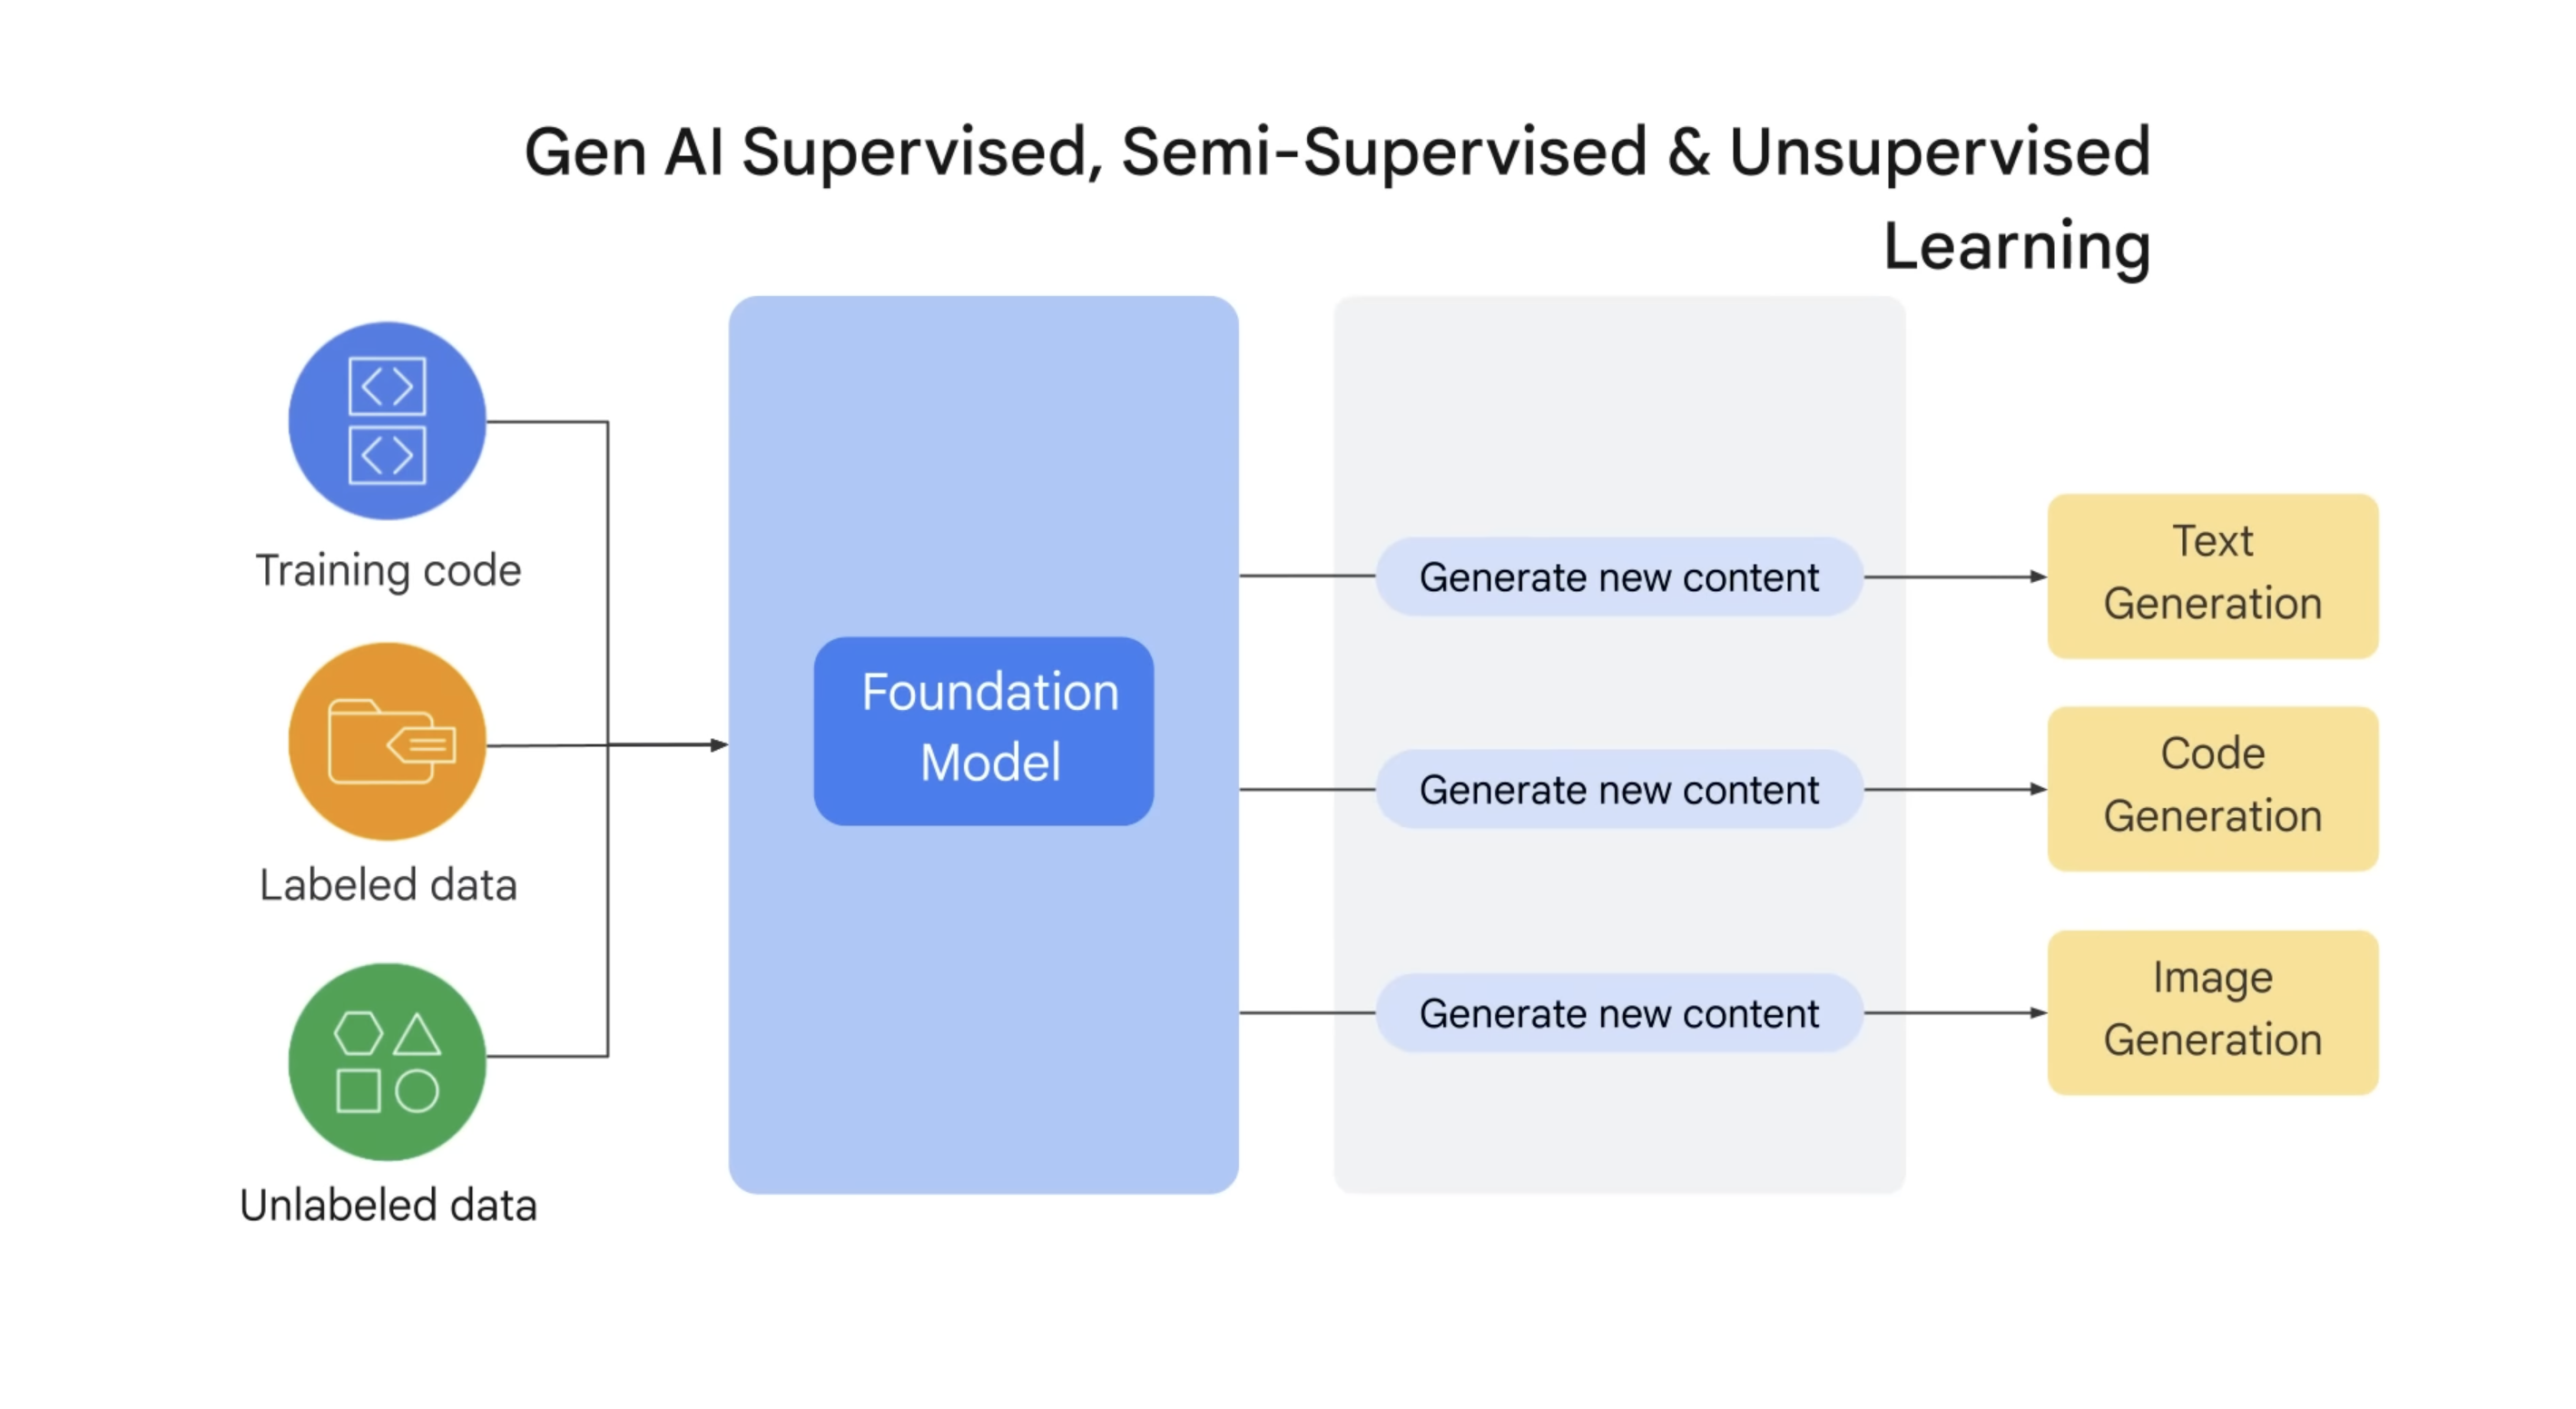 Gen AI Supervised, Semi-Supervised & Unsupervised
Learning
Training code
Labeled data
Unlabeled data
Foundation
Model
Generate new content
Generate new content
Generate new content
Text
Generation
Code
Generation
Image
Generation